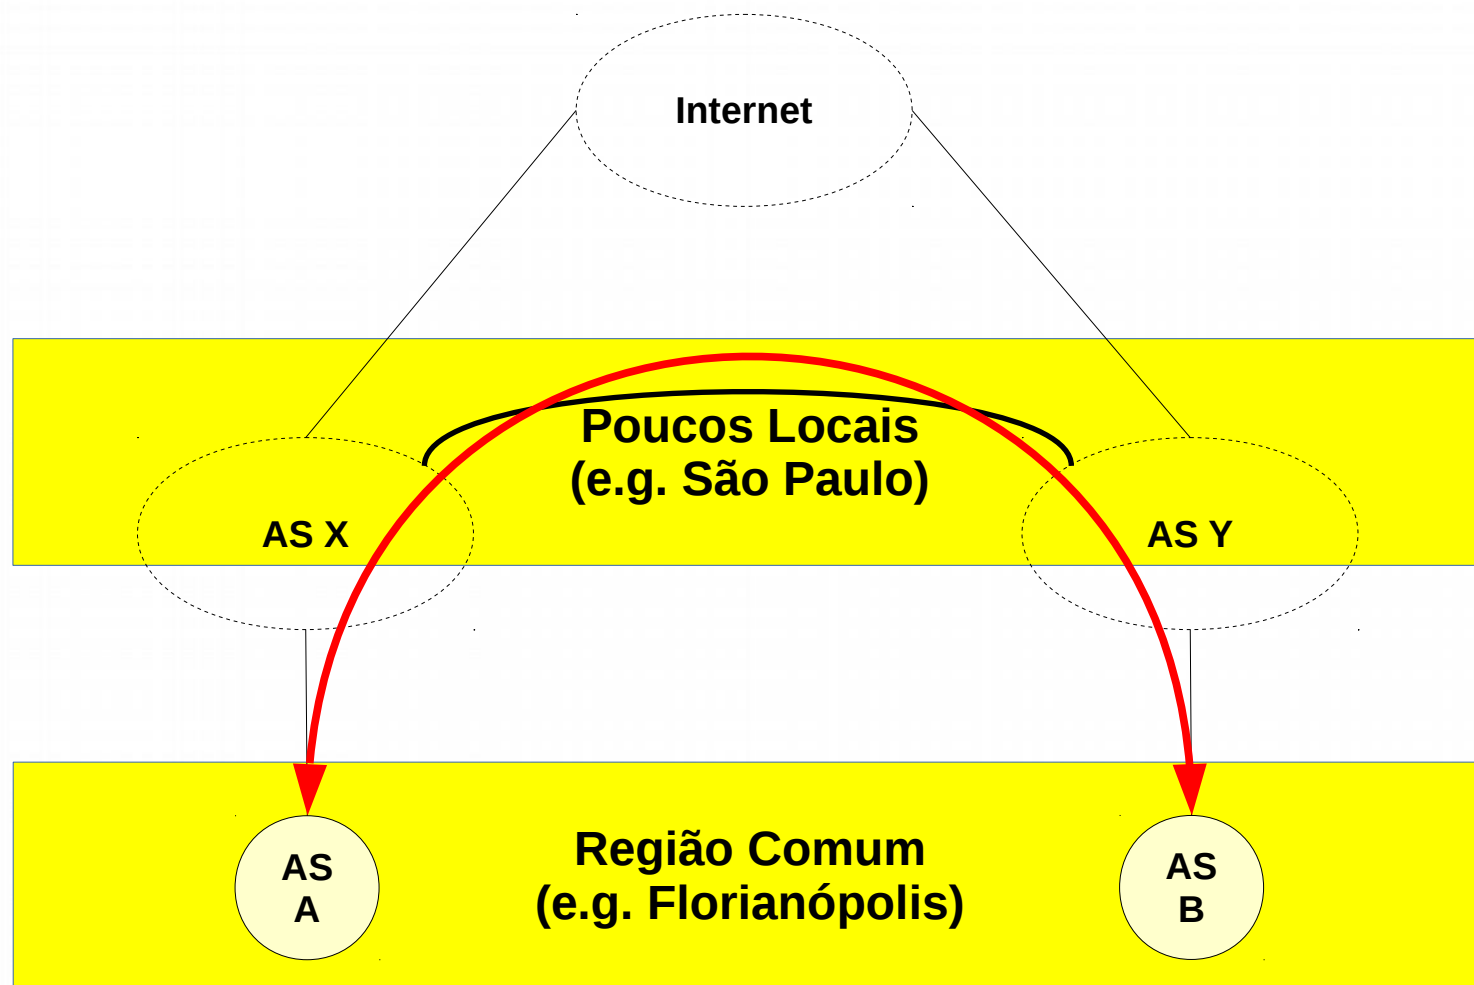 Internet
Poucos Locais
(e.g. São Paulo)
AS X
AS Y
Região Comum
(e.g. Florianópolis)
AS
A
AS
B